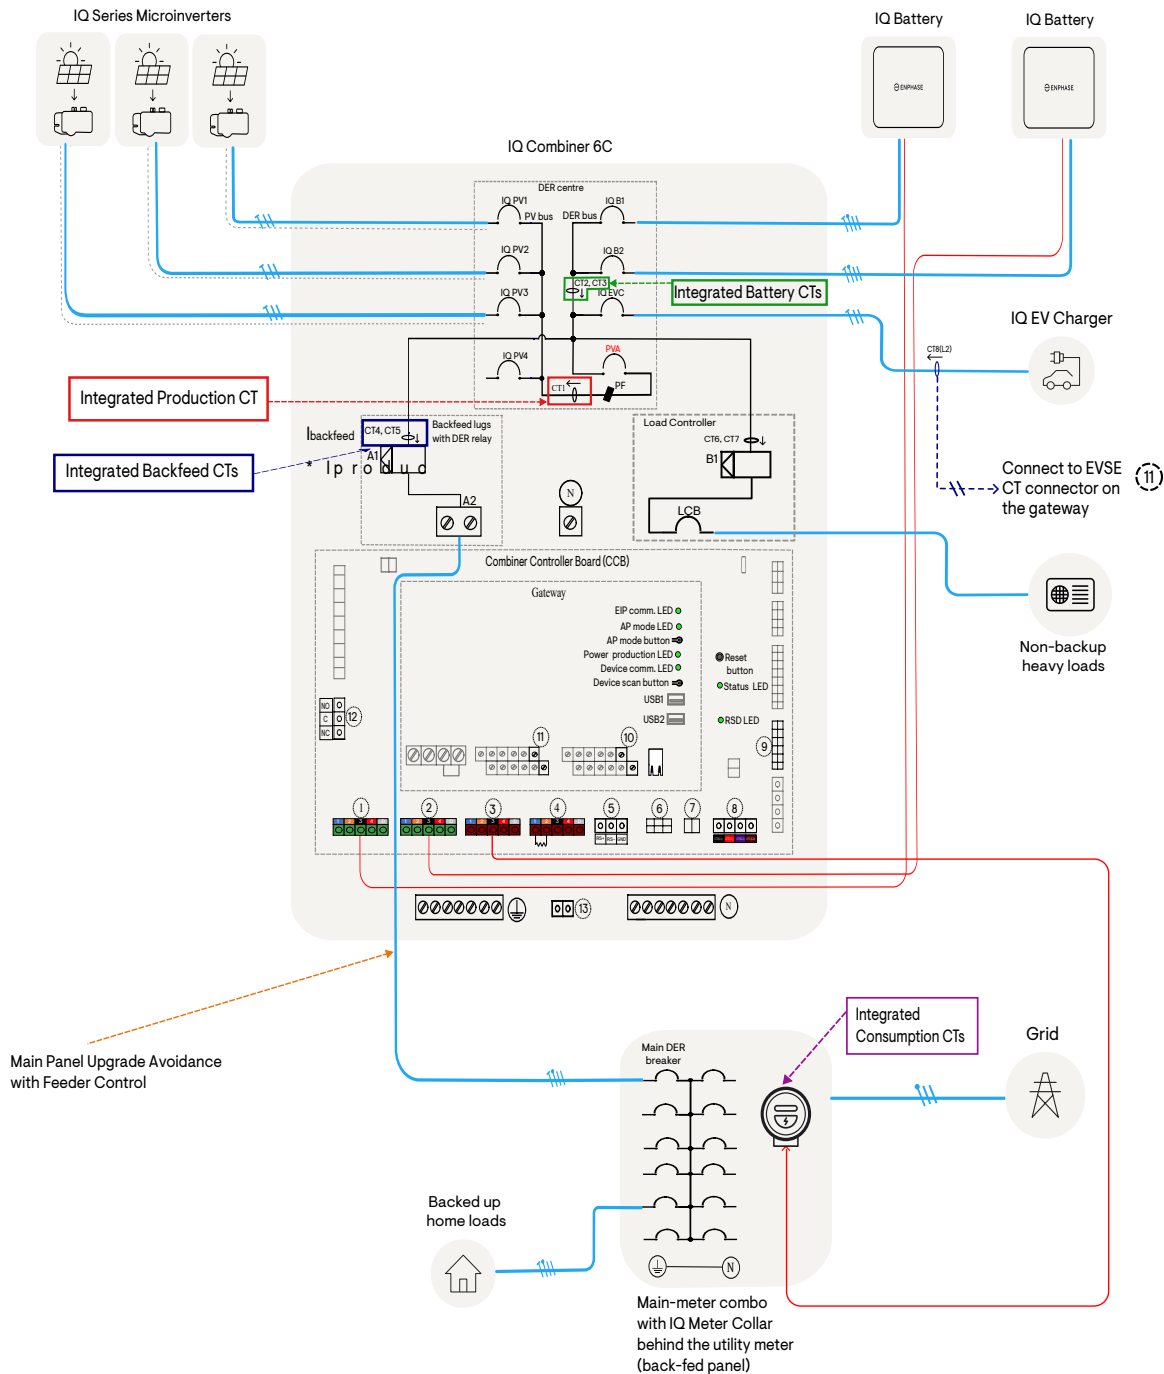 IQ Series Microinverters
IQ Battery
IQ Battery
ENPHASE
ENPHASE
IQ Combiner 6C
DER centre
IQ PV1
PV bus
DER bus
IQ B1
IQ PV2
IQ B2
CT2, CT3
Integrated Battery CTs
IQ PV3
IQ EVC
IQ EV Charger
CT8(L2)
IQ PV4
PVA
CT1
PF
Integrated Production CT
Ibackfeed
CT4, CT5
Backfeed lugs
with DER relay
Load Controller
CT6, CT7
A1
* Iproduc
B1
Integrated Backfeed CTs
Connect to EVSE
CT connector on
the gateway
11
A2
N
LCB
Combiner Controller Board (CCB)
Gateway
EIP comm. LED
AP mode LED
AP mode button
Power production LED
Device comm. LED
Device scan button
USB1
USB2
Reset
button
Status LED
RSD LED
Non-backup
heavy loads
NO
C
NC
12
11
10
9
1
2
3
4
5
6
7
8
RS+ RS- GND
13
N
Main Panel Upgrade Avoidance
with Feeder Control
Integrated
Consumption CTs
Grid
Main DER
breaker
Backed up
home loads
N
Main-meter combo
with IQ Meter Collar
behind the utility meter
(back-fed panel)